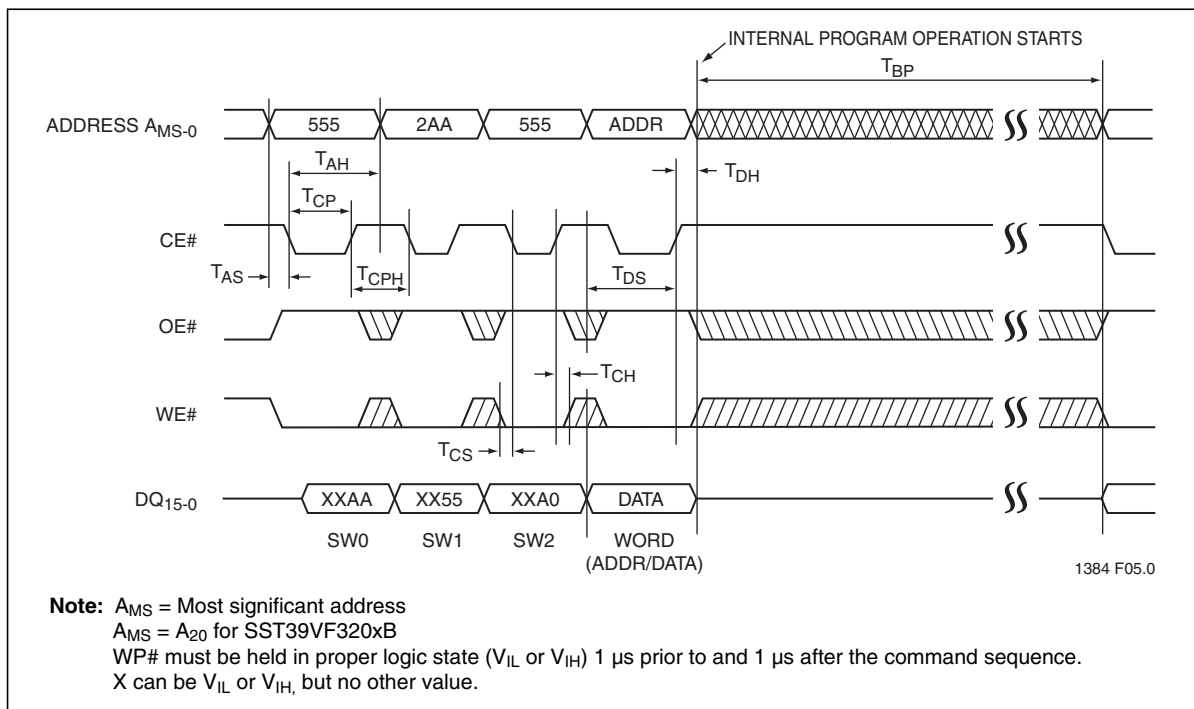 INTERNAL PROGRAM OPERATION STARTS
TBP
ADDRESS AMS-0
555
2AA
555
ADDR
TAH
TDH
TCP
CE#
TAS
TCPH
TDS
OE#
TCH
WE#
TCS
DQ15-0
XXAA
XX55
XXA0
DATA
SW0
SW1
SW2
WORD
(ADDR/DATA)
1384 F05.0
Note: AMS = Most significant address
AMS = A20 for SST39VF320xB
WP# must be held in proper logic state (VIL or VIH) 1 µs prior to and 1 µs after the command sequence.
X can be VIL or VIH, but no other value.